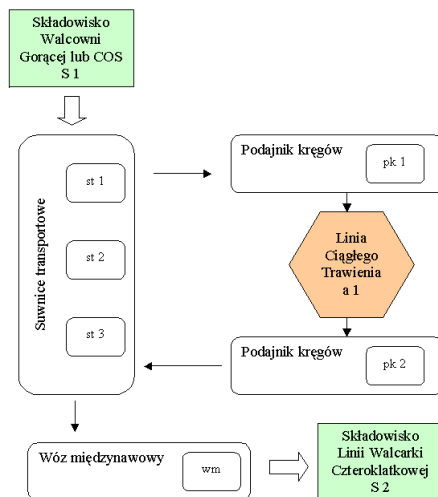 Składowisko
Walcowni
Gorącej lub COS
S 1
Suwnice transportowe
st 1
st 2
st 3
Podajnik kręgów
pk 1
Linia
Ciągłego
Trawienia
a 1
Podajnik kręgów
pk 2
Wóz międzynawowy
wm
Składowisko
Linii Walcarki
Czteroklatkowej
S 2